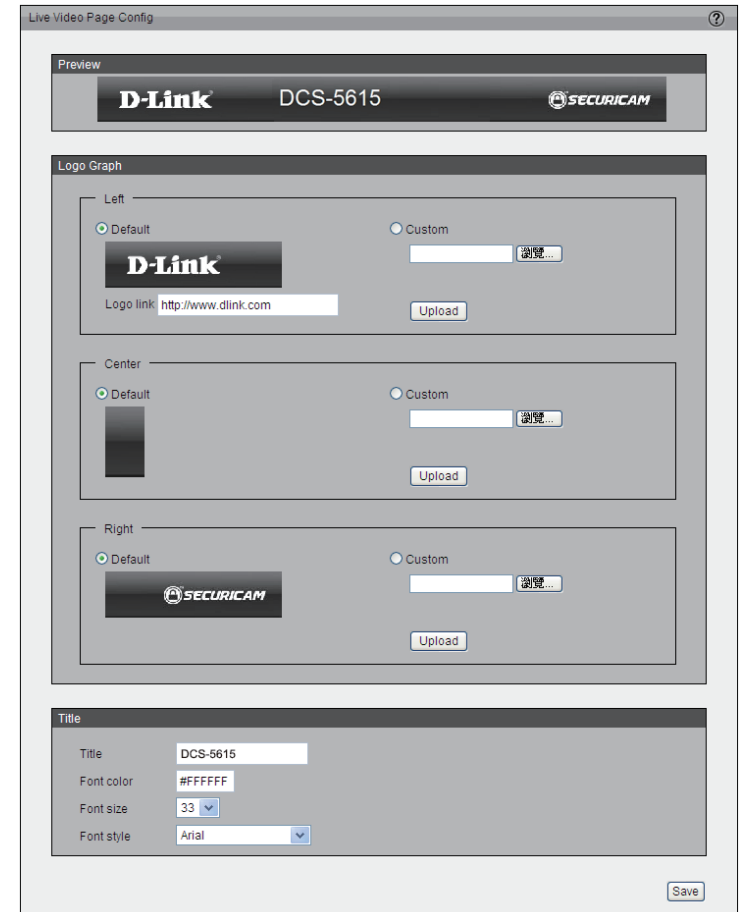 Live Video Page Config ?
Preview
D-Link DCS-5615 SECURICAM
Logo Graph
Left
Default Custom
D-Link 瀏覽...
Logo link http://www.dlink.com
Upload
Center
Default Custom
瀏覽...
Upload
Right
Default Custom
SECURICAM 瀏覽...
Upload
Title
Title DCS-5615
Font color #FFFFFF
Font size 33
Font style Arial
Save